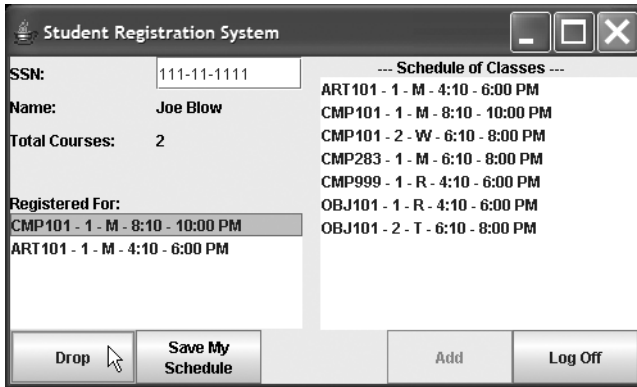 Student Registration System
SSN: 111-11-1111
Name: Joe Blow
Total Courses: 2
Registered For:
CMP101 - 1 - M - 8:10 - 10:00 PM
ART101 - 1 - M - 4:10 - 6:00 PM
--- Schedule of Classes ---
ART101 - 1 - M - 4:10 - 6:00 PM
CMP101 - 1 - M - 8:10 - 10:00 PM
CMP101 - 2 - W - 6:10 - 8:00 PM
CMP283 - 1 - M - 6:10 - 8:00 PM
CMP999 - 1 - R - 4:10 - 6:00 PM
OBJ101 - 1 - R - 4:10 - 6:00 PM
OBJ101 - 2 - T - 6:10 - 8:00 PM
Drop
Save My
Schedule
Add
Log Off